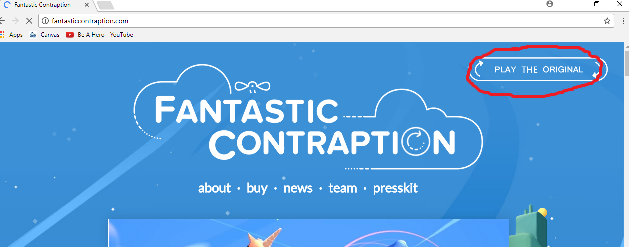 Fantastic Contraption
fantasticcontraption.com
Apps Canvas Be A Hero - YouTube
PLAY THE ORIGINAL
FANTASTIC
CONTRAPTION
about · buy · news · team · presskit